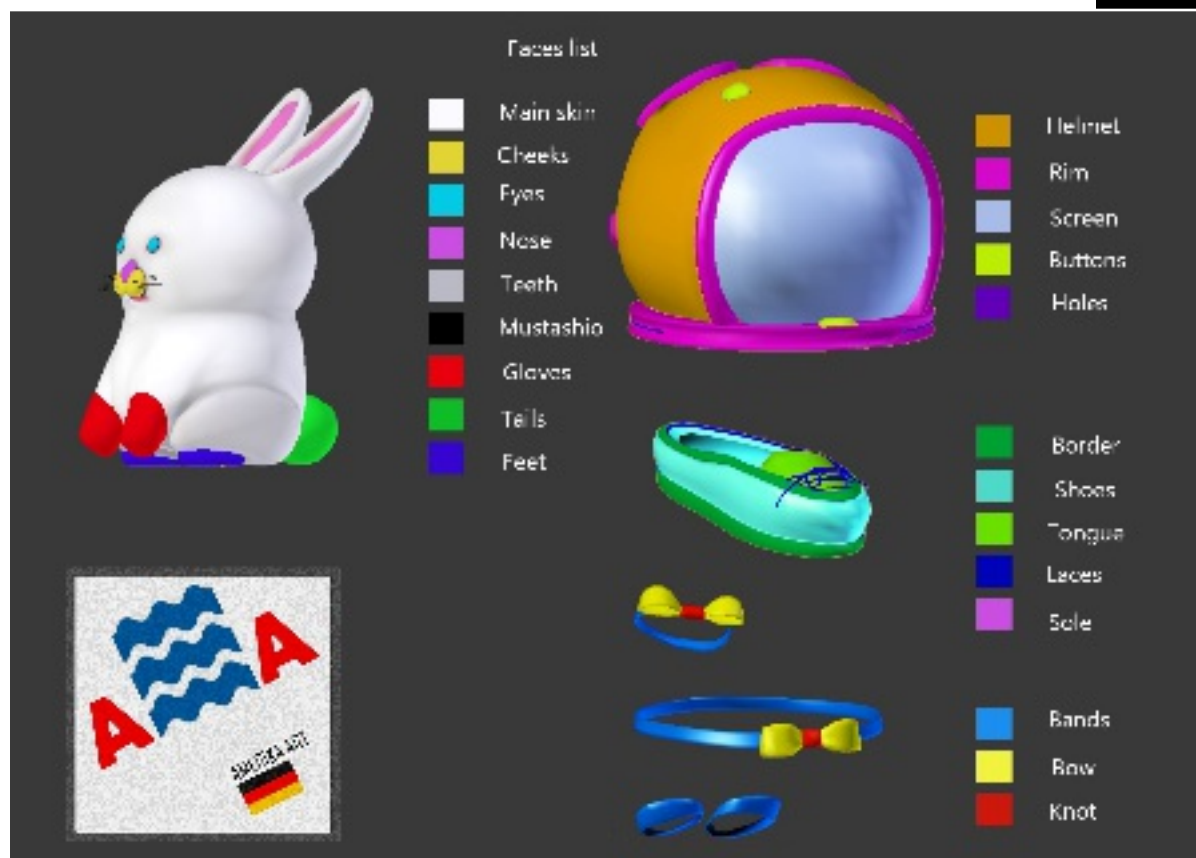 Faces list
Main skin
Cheeks
Eyes
Nose
Teeth
Mustashio
Gloves
Tails
Feet
Helmet
Rim
Screen
Buttons
Holes
Border
Shoes
Tongue
Laces
Sole
Bands
Bow
Knot
A
A